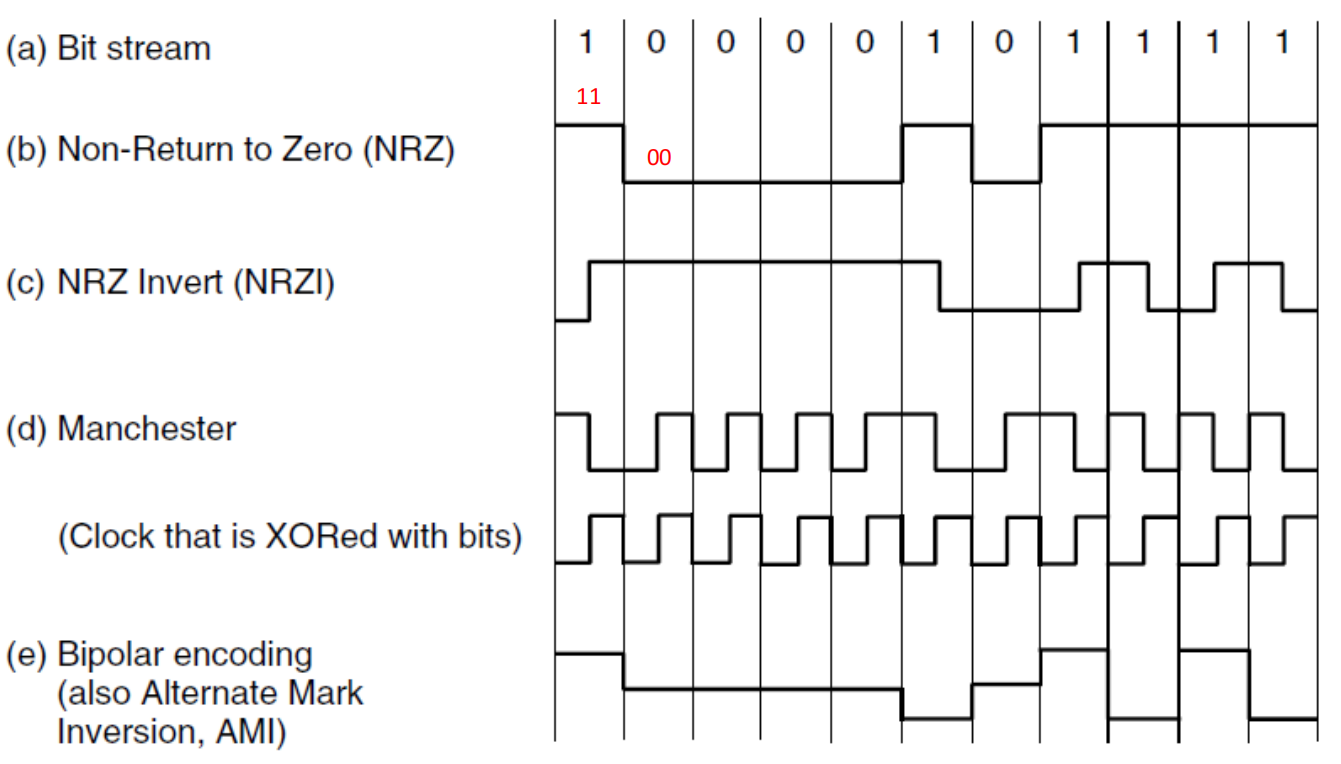 (a) Bit stream 1 0 0 0 0 1 0 1 1 1 1
11
(b) Non-Return to Zero (NRZ)
00
(c) NRZ Invert (NRZI)
(d) Manchester
(Clock that is XORed with bits)
(e) Bipolar encoding
(also Alternate Mark
Inversion, AMI)